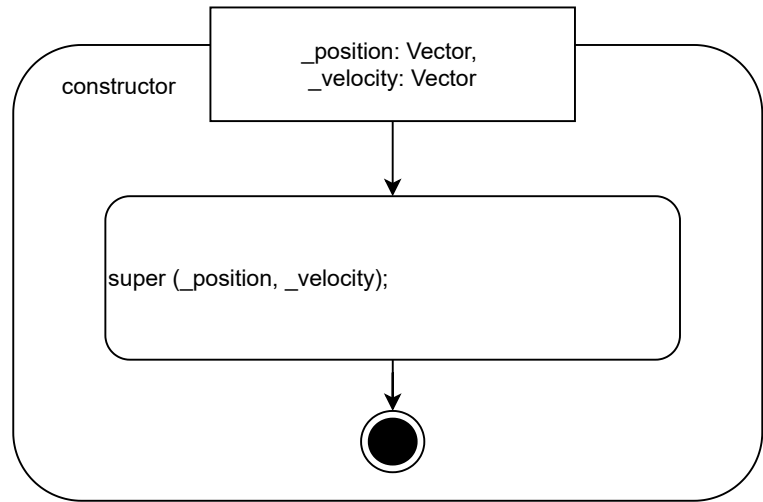 _position: Vector,
_velocity: Vector
constructor
super (_position, _velocity);